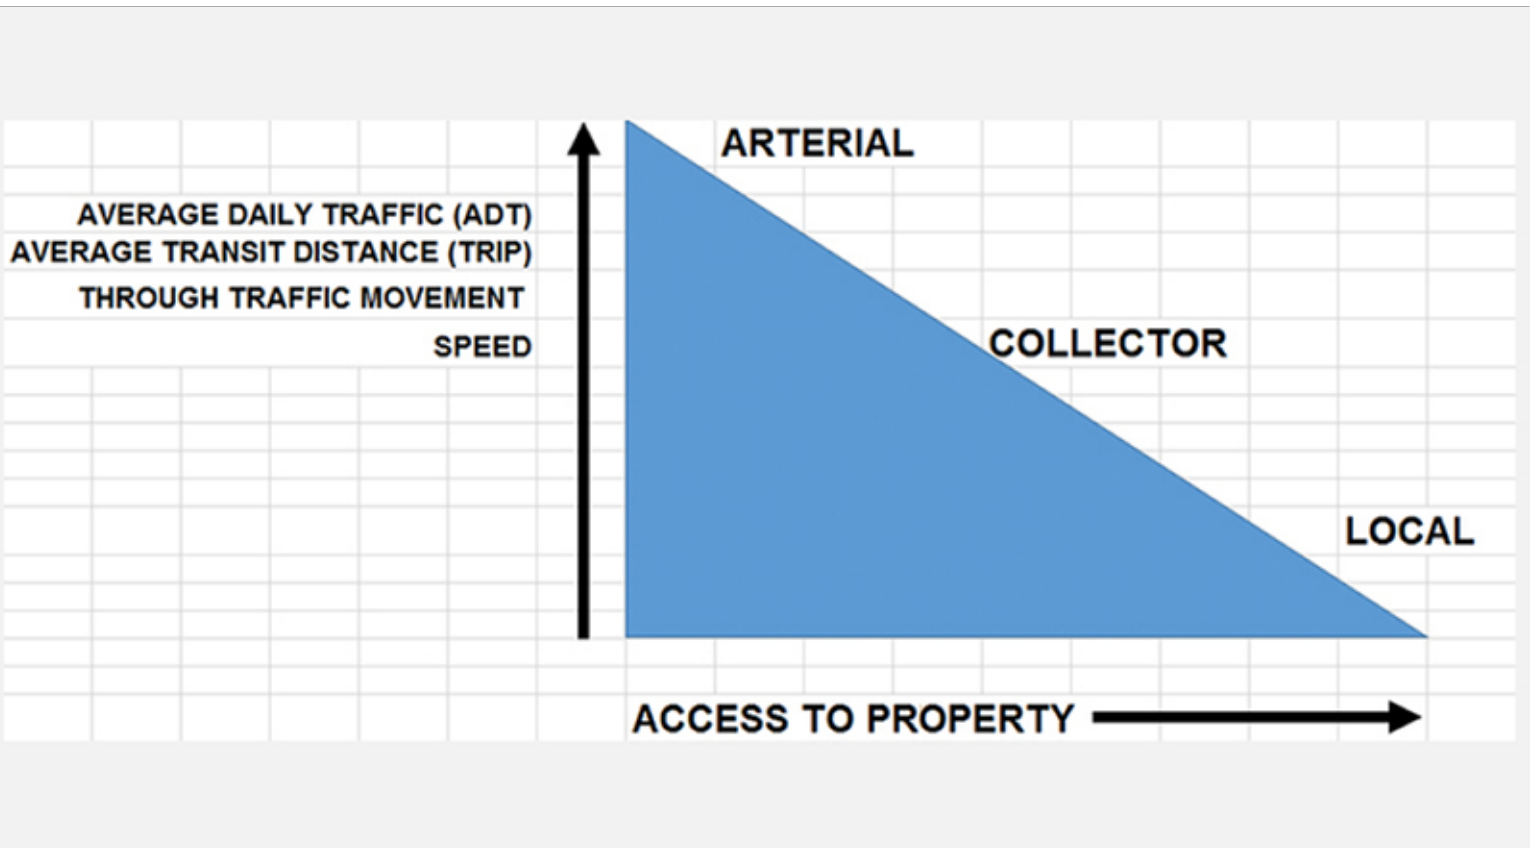 ARTERIAL
AVERAGE DAILY TRAFFIC (ADT)
AVERAGE TRANSIT DISTANCE (TRIP)
THROUGH TRAFFIC MOVEMENT
SPEED
COLLECTOR
LOCAL
ACCESS TO PROPERTY